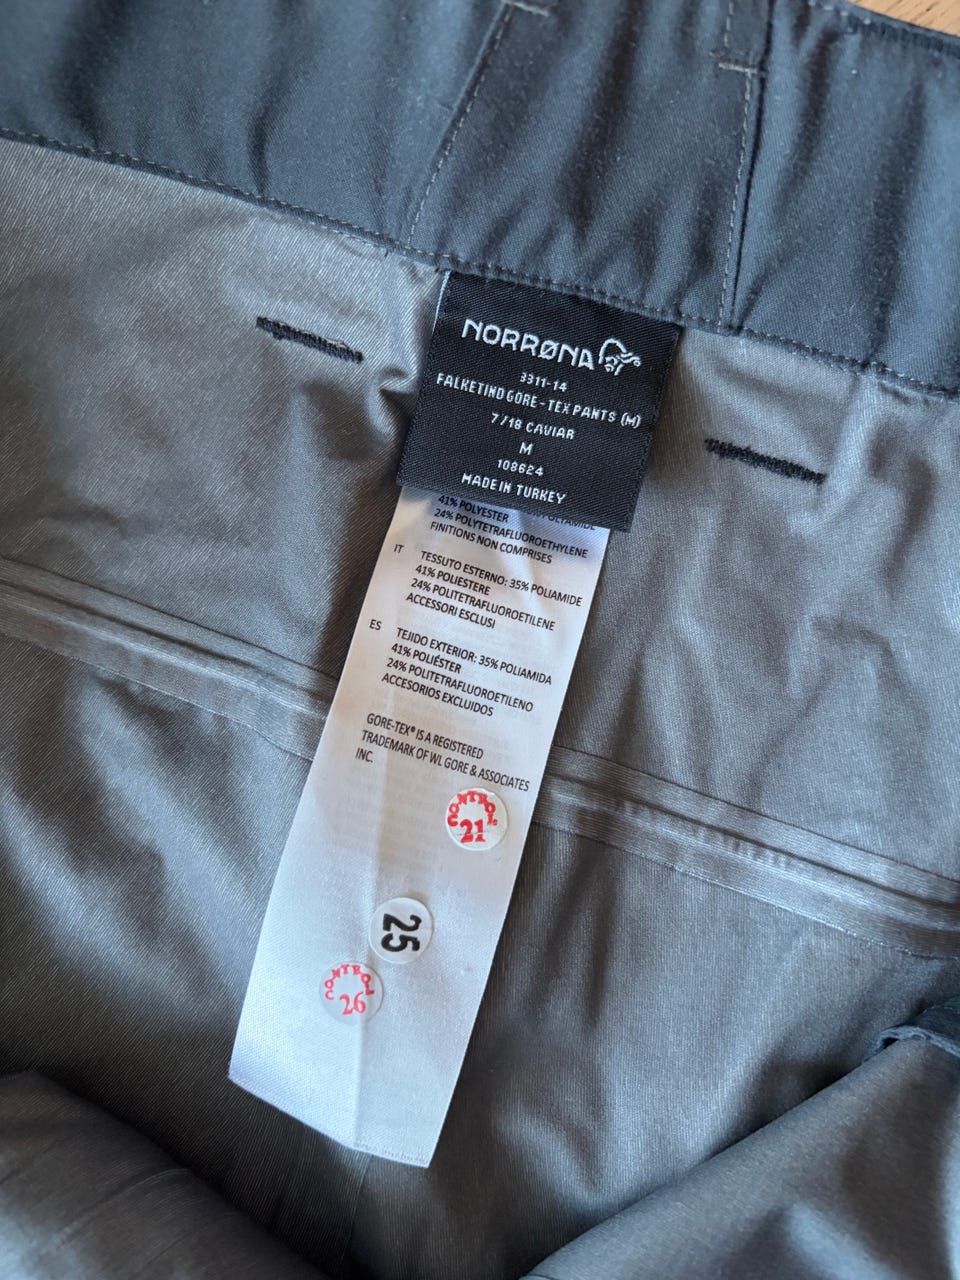 NORRØNA
3311-14
FALKETIND GORE-TEX PANTS (M)
7718 CAVIAR
M
108624
MADE IN TURKEY
41% POLYESTER
24% POLYTETRAFLUOROETHYLENE
FINITIONS NON COMPRISES
IT TESSUTO ESTERNO: 35% POLIAMIDE
41% POLIESTERE
24% POLITETRAFLUOROETILENE
ACCESSORI ESCLUSI
ES TEJIDO EXTERIOR: 35% POLIAMIDA
41% POLIÉSTER
24% POLITETRAFLUOROETILENO
ACCESORIOS EXCLUIDOS
GORE-TEX® IS A REGISTERED
TRADEMARK OF WL GORE & ASSOCIATES
INC.
CONTROL
21
25
CONTROL
26